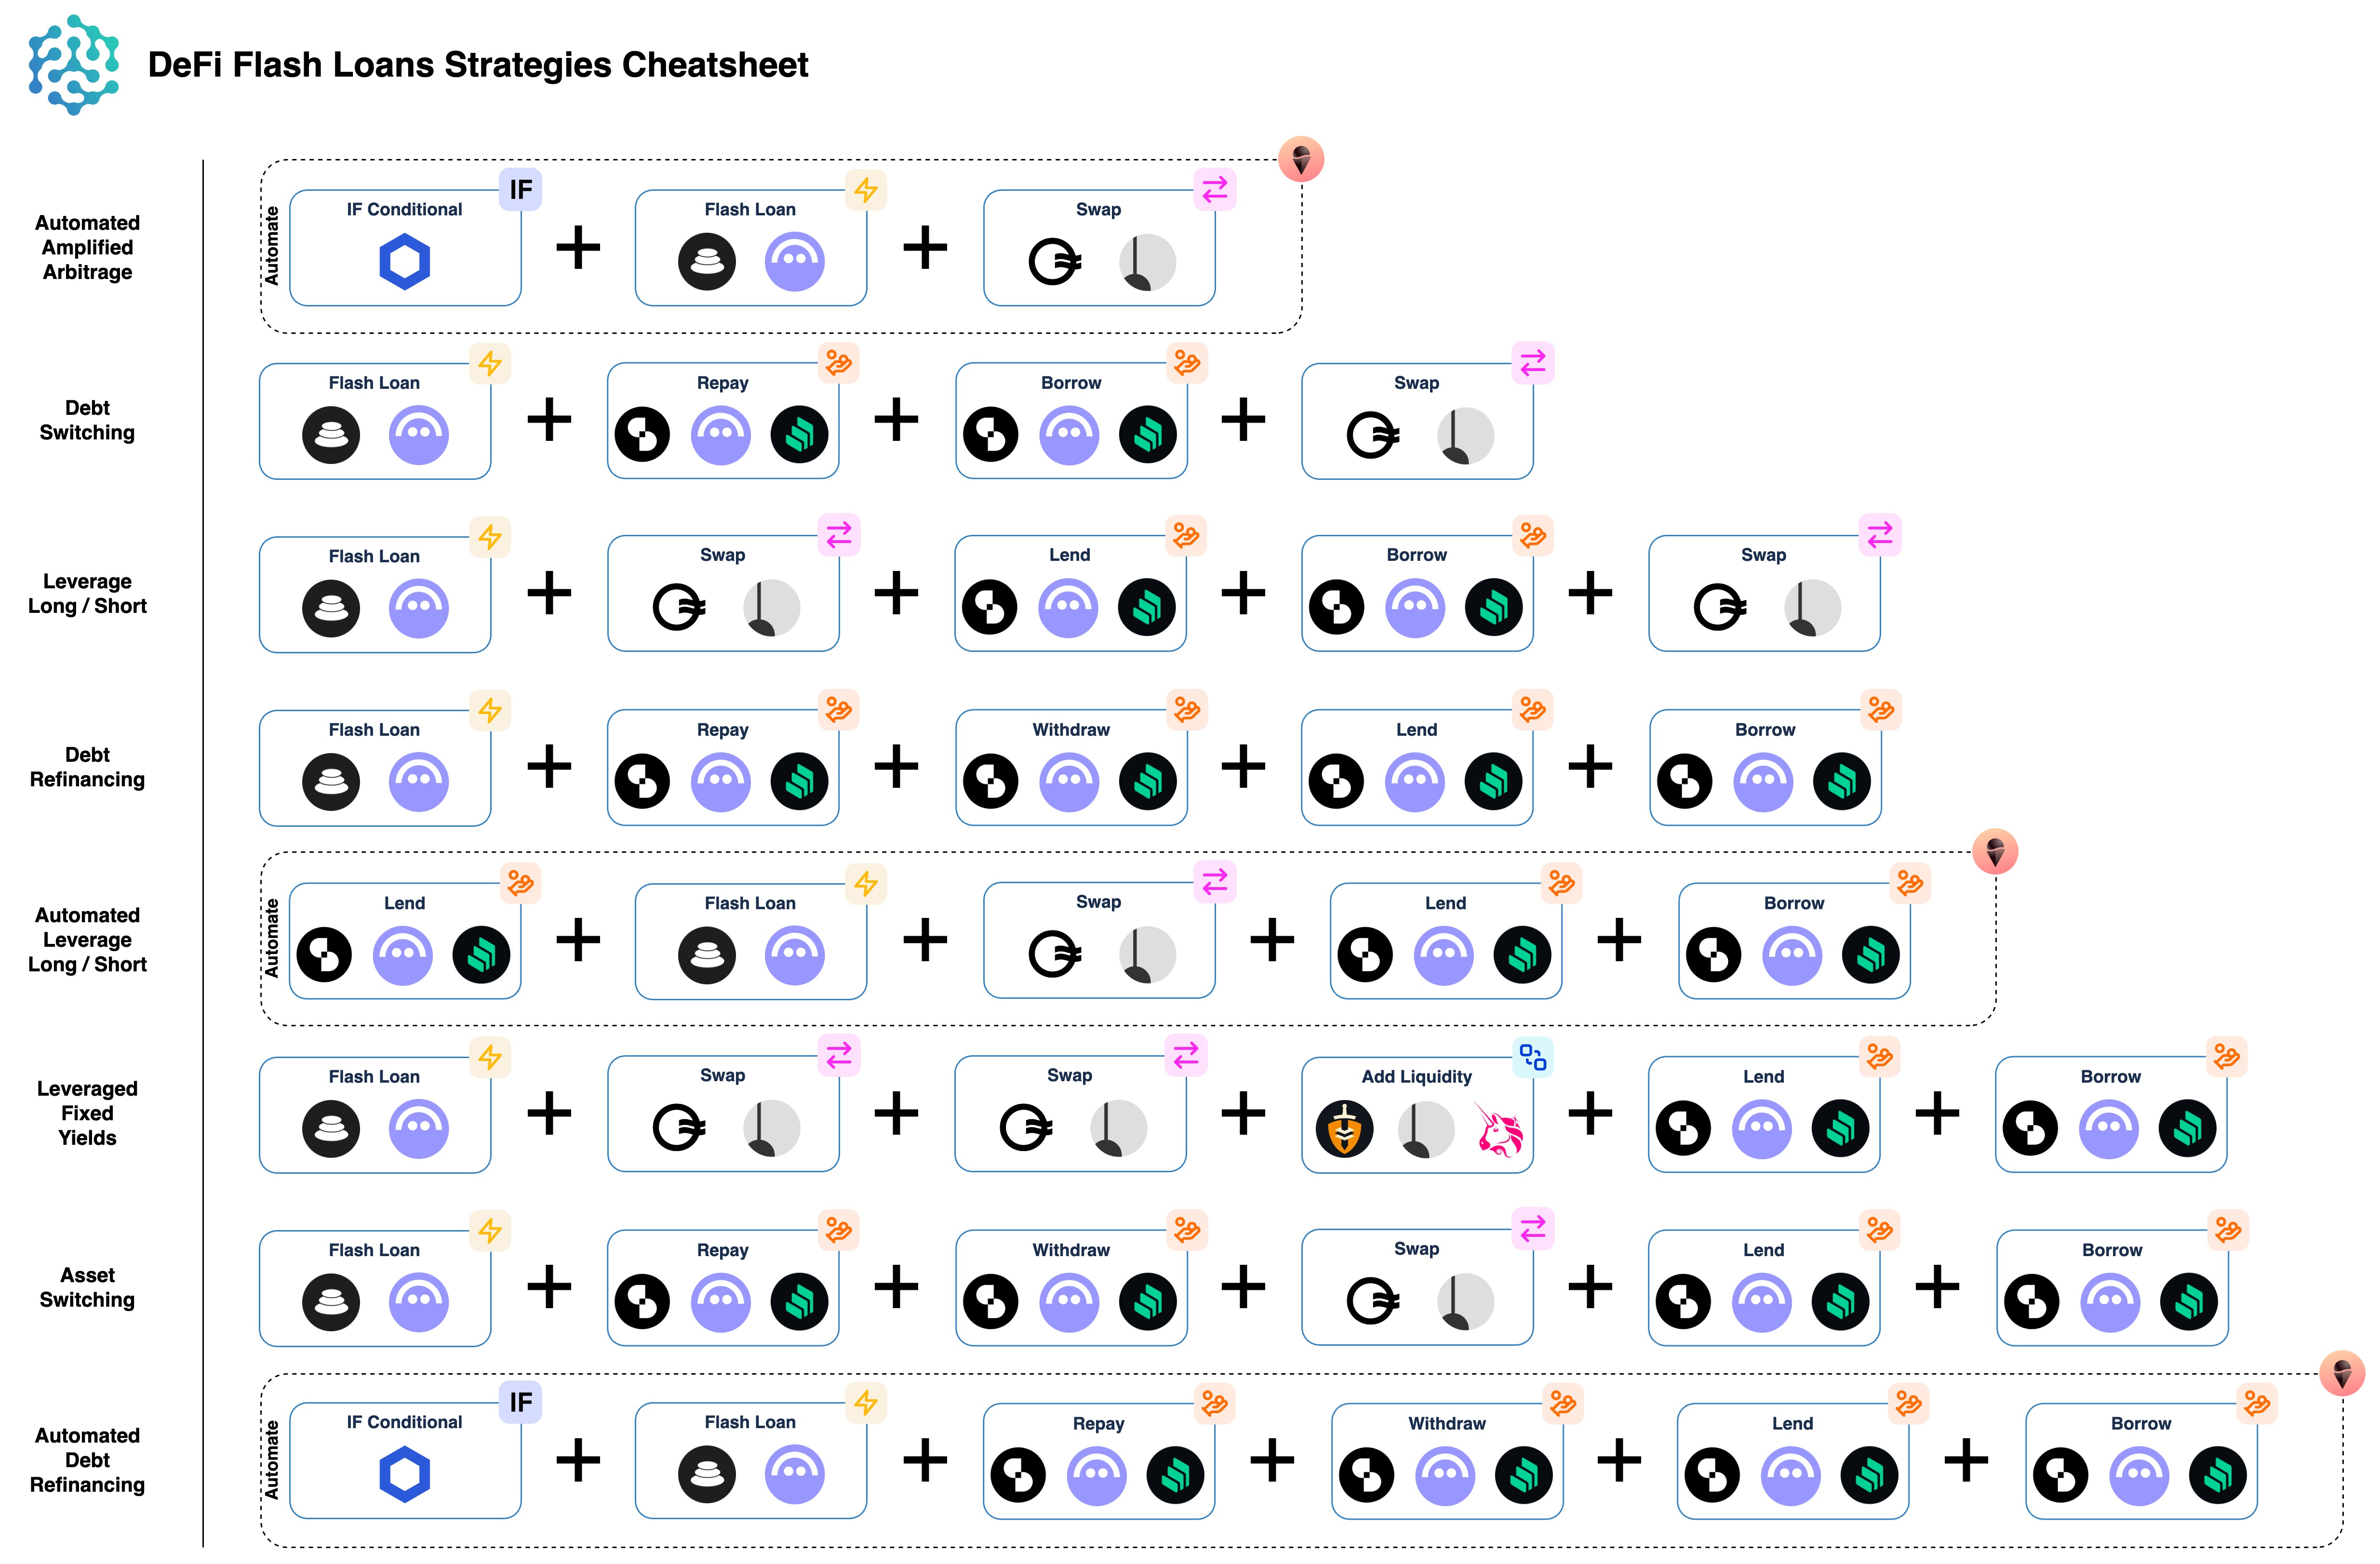 DeFi Flash Loans Strategies Cheatsheet
Automated
Amplified
Arbitrage
Automate
IF Conditional
IF
Flash Loan
Swap
Debt
Switching
Flash Loan
Repay
Borrow
Swap
Leverage
Long / Short
Flash Loan
Swap
Lend
Borrow
Swap
Debt
Refinancing
Flash Loan
Repay
Withdraw
Lend
Borrow
Automated
Leverage
Long / Short
Automate
Lend
Flash Loan
Swap
Lend
Borrow
Leveraged
Fixed
Yields
Flash Loan
Swap
Swap
Add Liquidity
Lend
Borrow
Asset
Switching
Flash Loan
Repay
Withdraw
Swap
Lend
Borrow
Automated
Debt
Refinancing
Automate
IF Conditional
IF
Flash Loan
Repay
Withdraw
Lend
Borrow